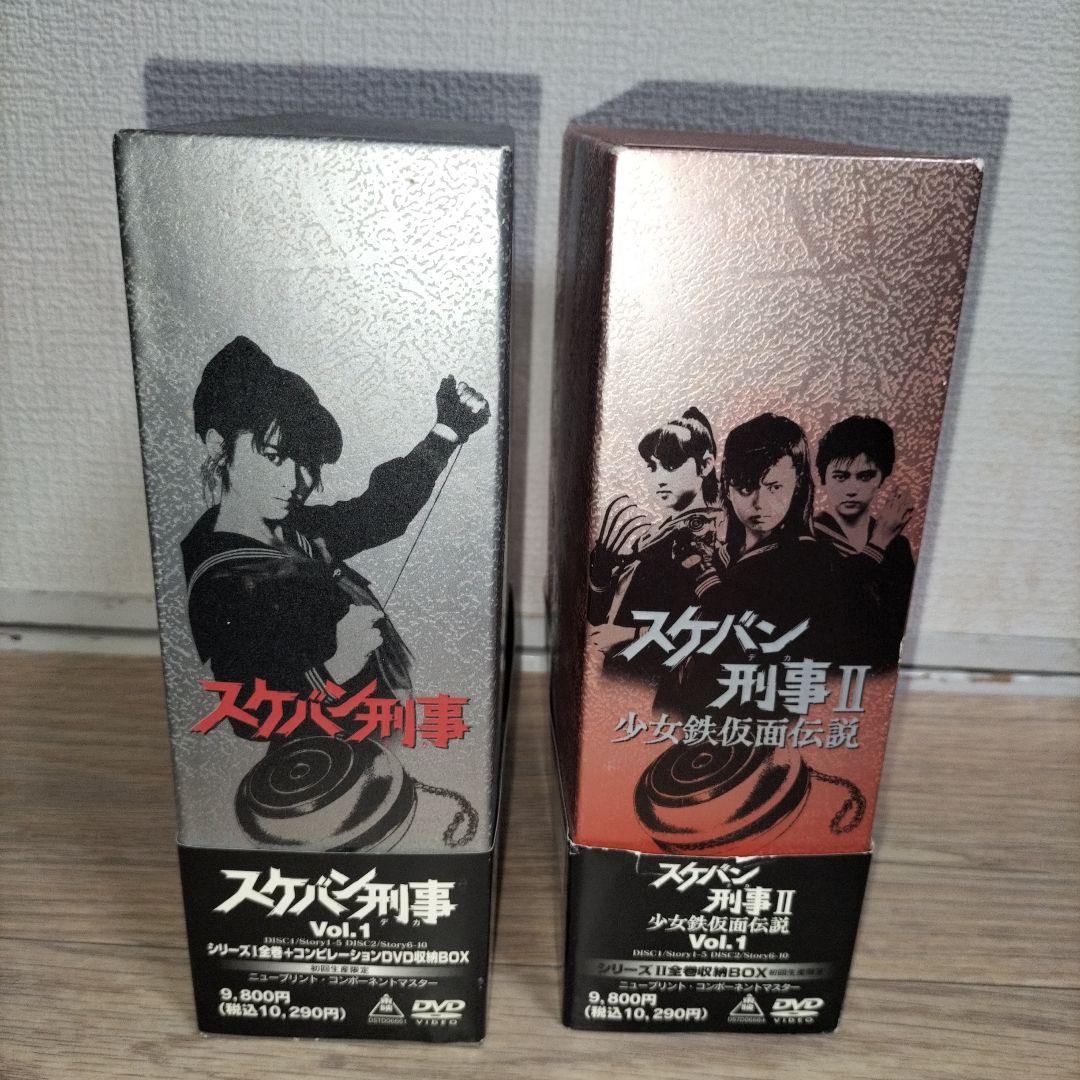 スケバン刑事
スケバン刑事
デカ
Vol.1
DISC1/Story1-5 DISC2/Story6-10
シリーズI全巻+コンピレーションDVD収納BOX
初回生産限定
ニュープリント・コンポーネントマスター
9,800円
(税込10,290円)
DSTD06661
DVD
VIDEO
スケバン
デカ
刑事II
少女鉄仮面伝説
スケバン
刑事II
少女鉄仮面伝説
Vol.1
DISC1/Story1-5 DISC2/Story6-10
シリーズII全巻収納BOX 初回生産限定
ニュープリント・コンポーネントマスター
9,800円
(税込10,290円)
DVD
VIDEO